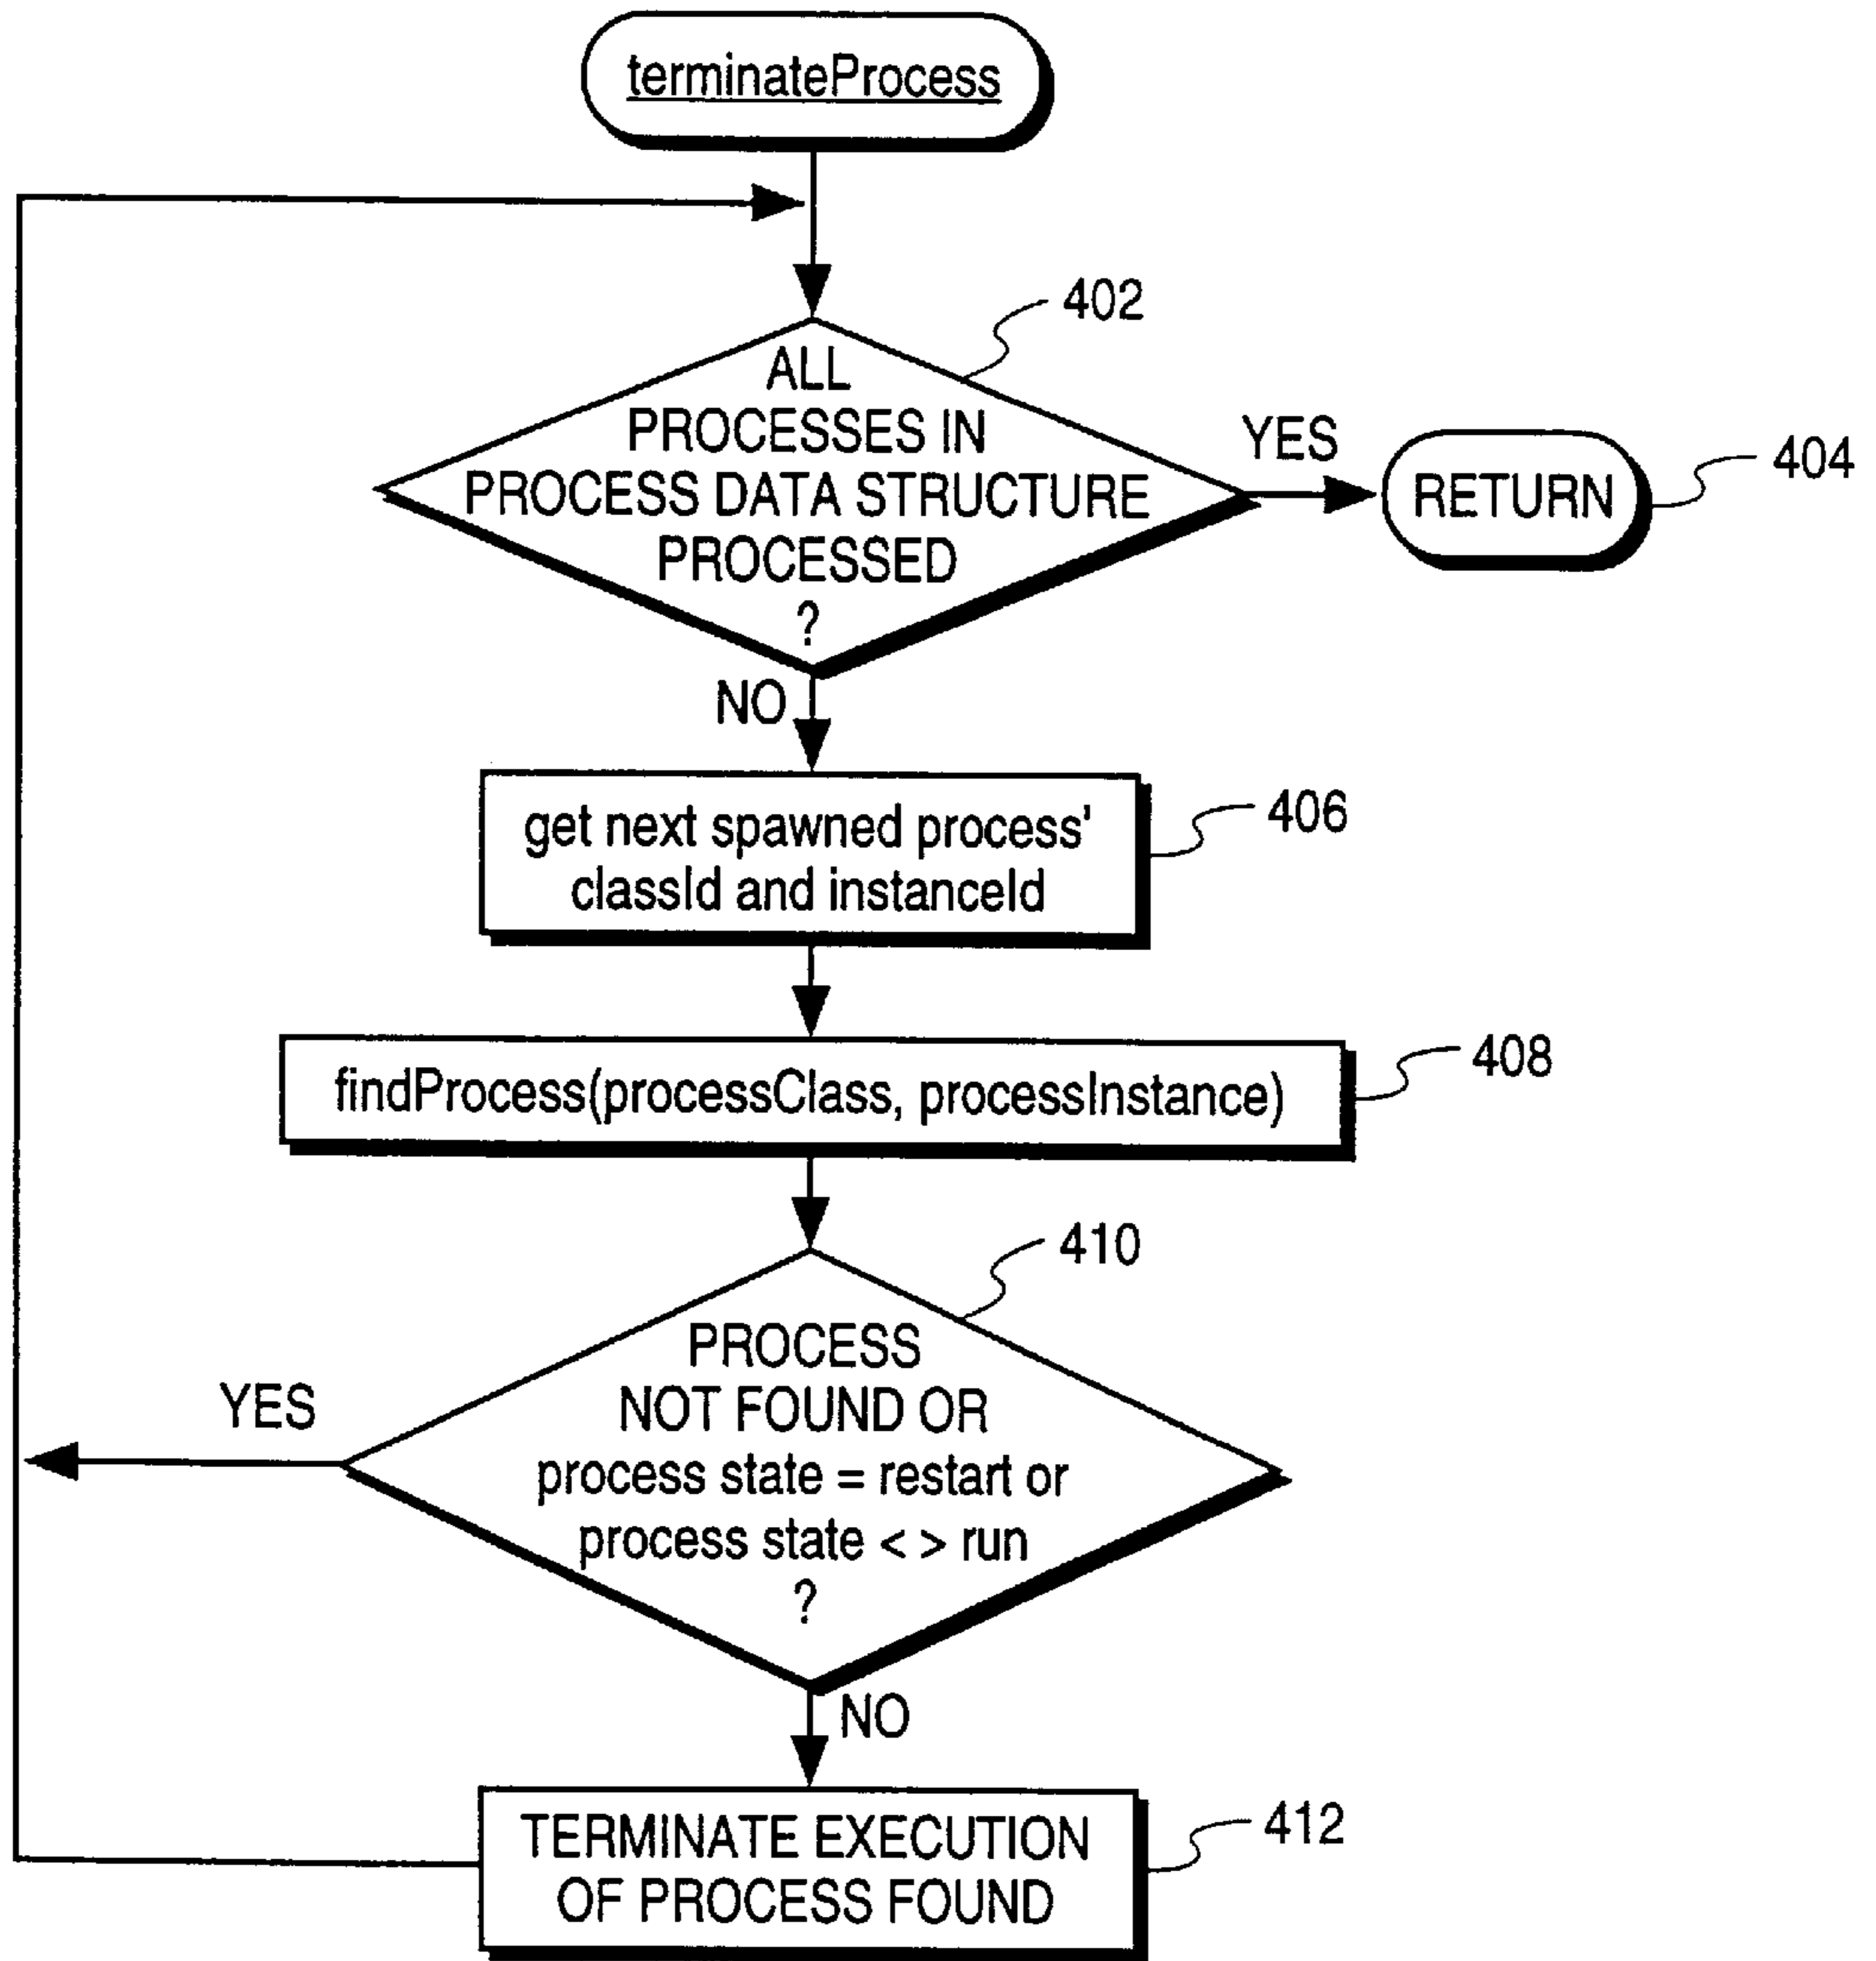 terminateProcess
402
ALL
PROCESSES IN
PROCESS DATA STRUCTURE
PROCESSED
?
YES
RETURN
404
NO
get next spawned process'
classId and instanceId
406
findProcess(processClass, processInstance)
408
410
PROCESS
NOT FOUND OR
process state = restart or
process state < > run
?
YES
NO
TERMINATE EXECUTION
OF PROCESS FOUND
412